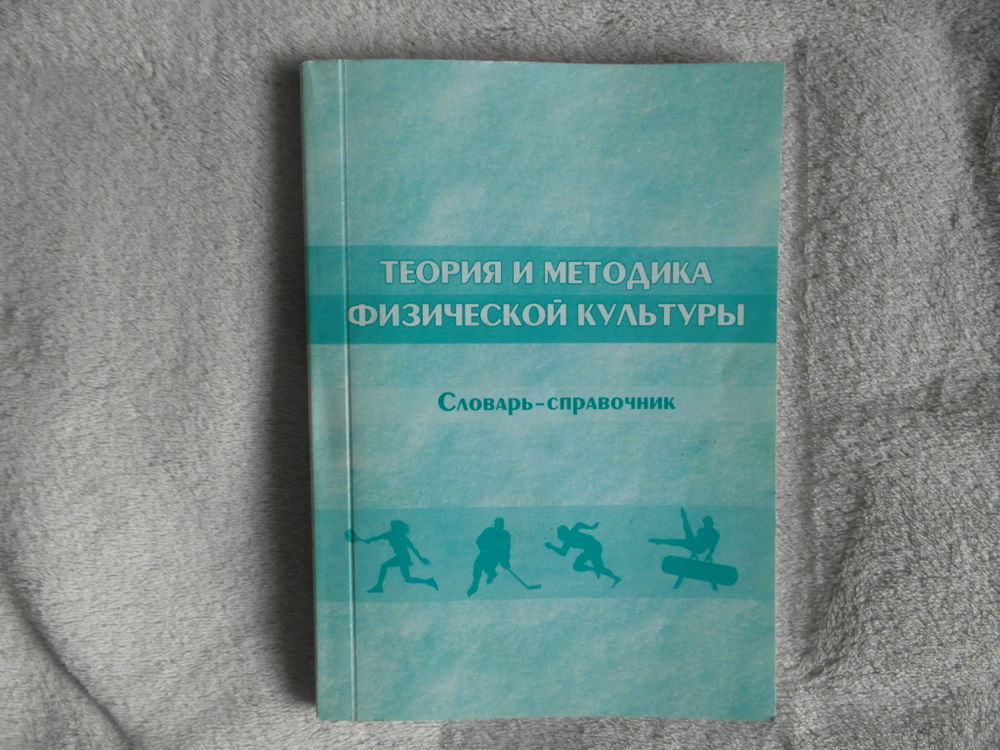 ТЕОРИЯ И МЕТОДИКА
ФИЗИЧЕСКОЙ КУЛЬТУРЫ
Словарь-справочник